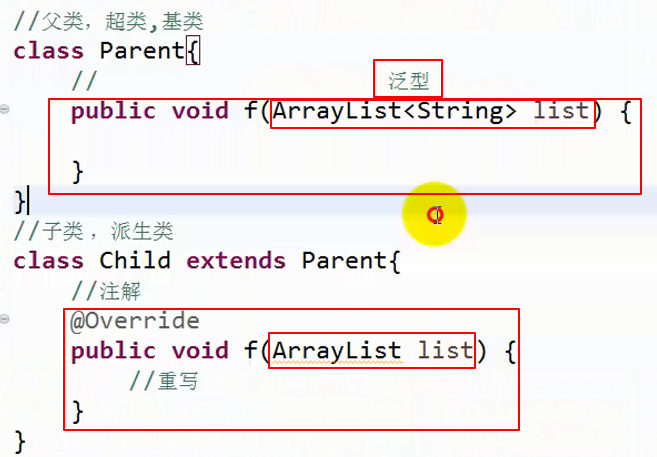 //父类，超类,基类
class Parent{
// 泛型
public void f(ArrayList<String> list) {
}
}
//子类，派生类
class Child extends Parent{
//注解
@Override
public void f(ArrayList list) {
//重写
}
}